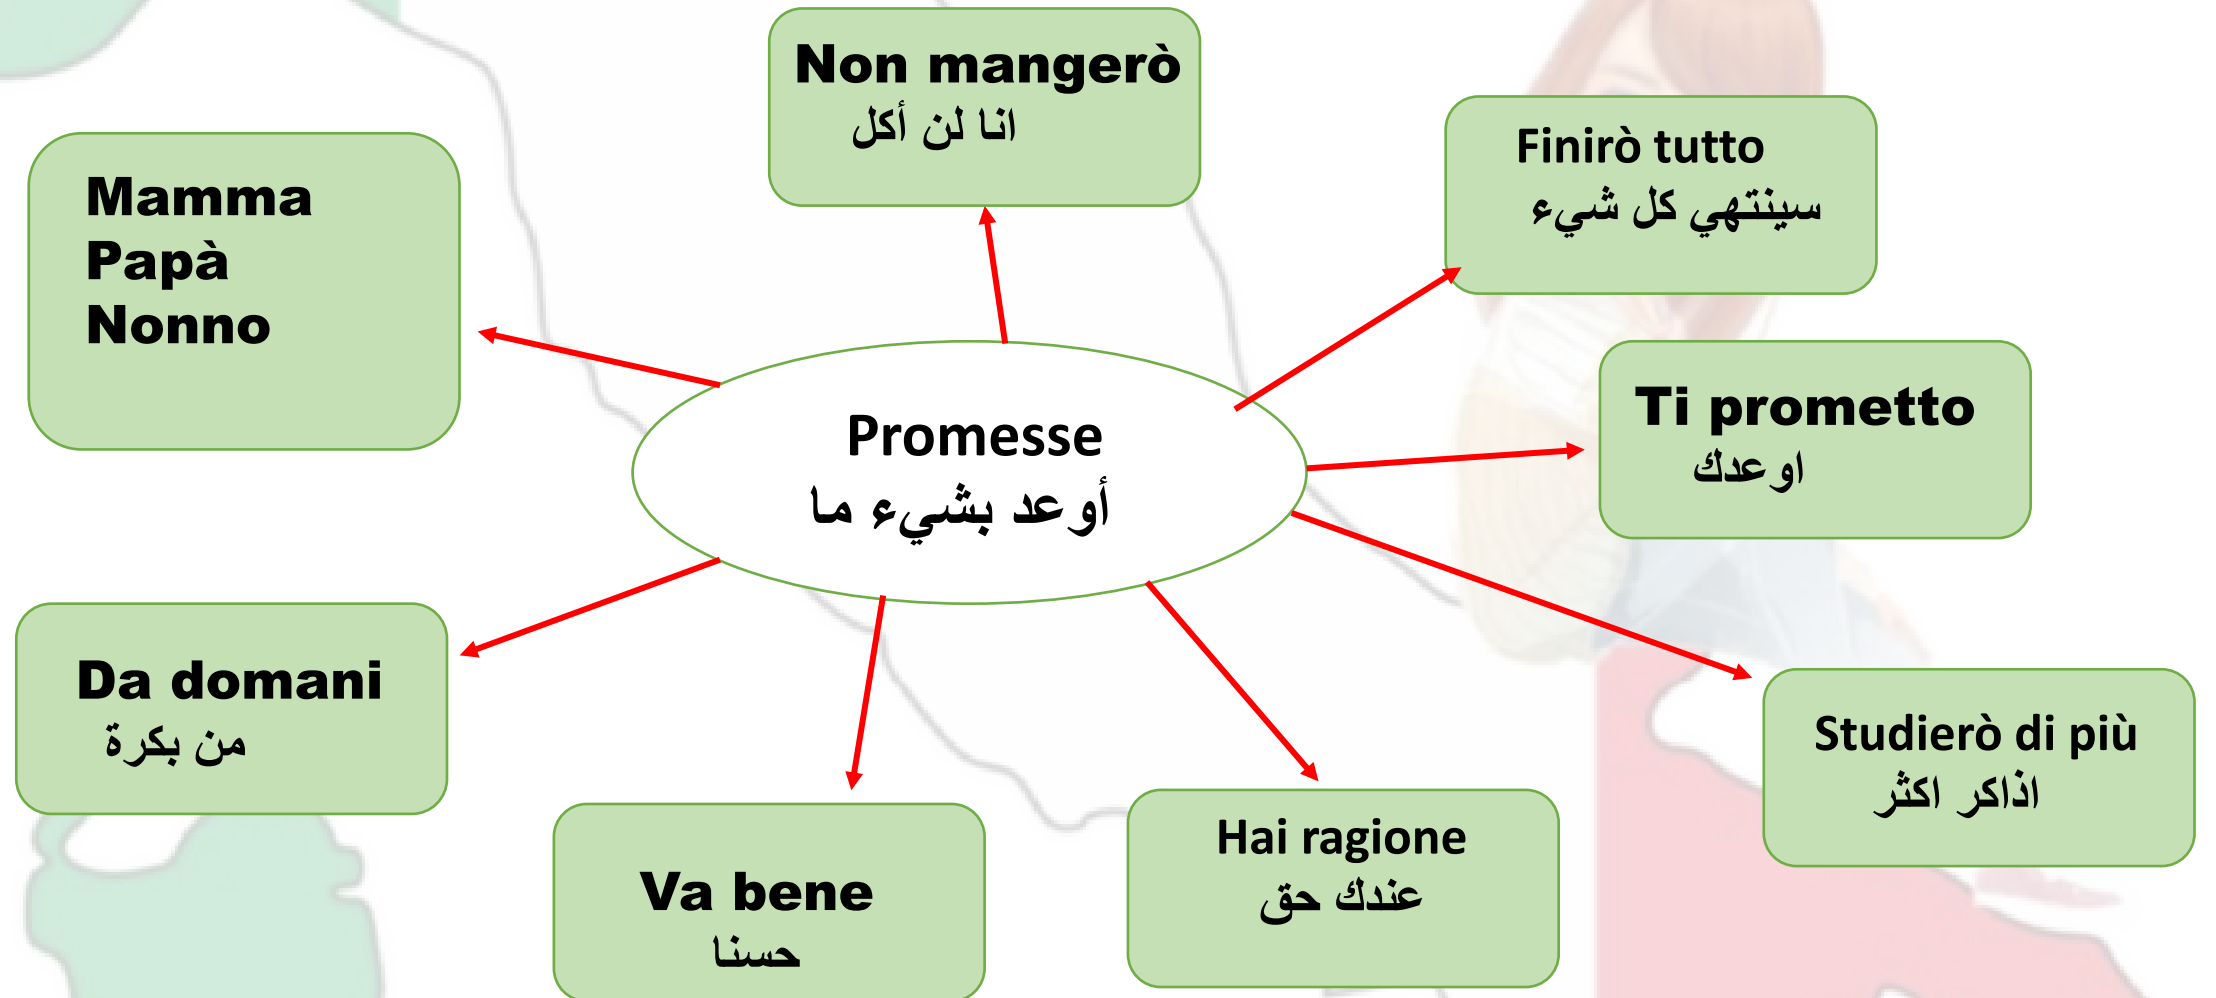 Non mangerò
انا لن أكل
Finirò tutto
سينتهي كل شيء
Mamma
Papà
Nonno
Ti prometto
اوعدك
Promesse
أوعد بشيء ما
Da domani
من بكرة
Studierò di più
اذاكر اكثر
Va bene
حسنا
Hai ragione
عندك حق